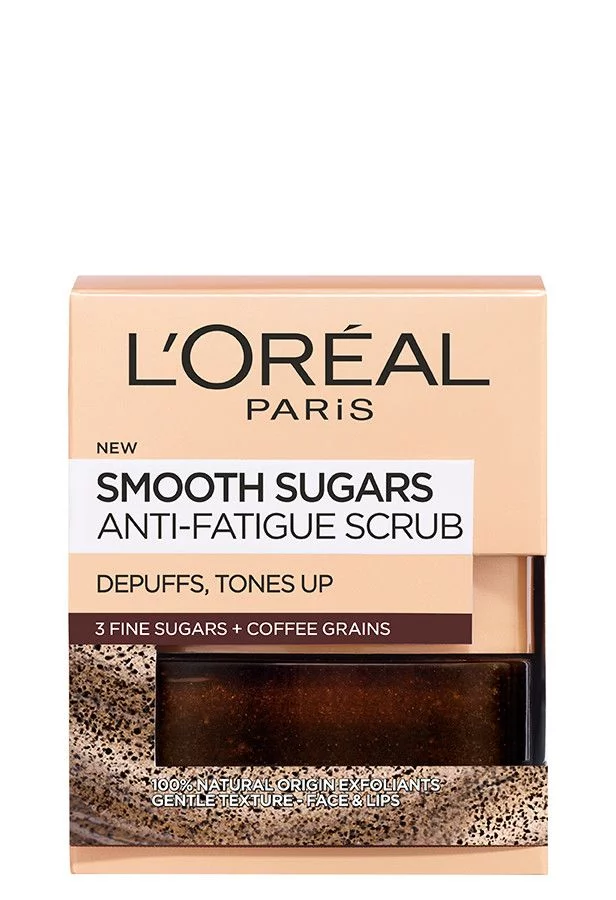 L'ORÉAL
PARiS
NEW
SMOOTH SUGARS
ANTI-FATIGUE SCRUB
DEPUFFS, TONES UP
3 FINE SUGARS + COFFEE GRAINS
100% NATURAL ORIGIN EXFOLIANTS
GENTLE TEXTURE - FACE & LIPS